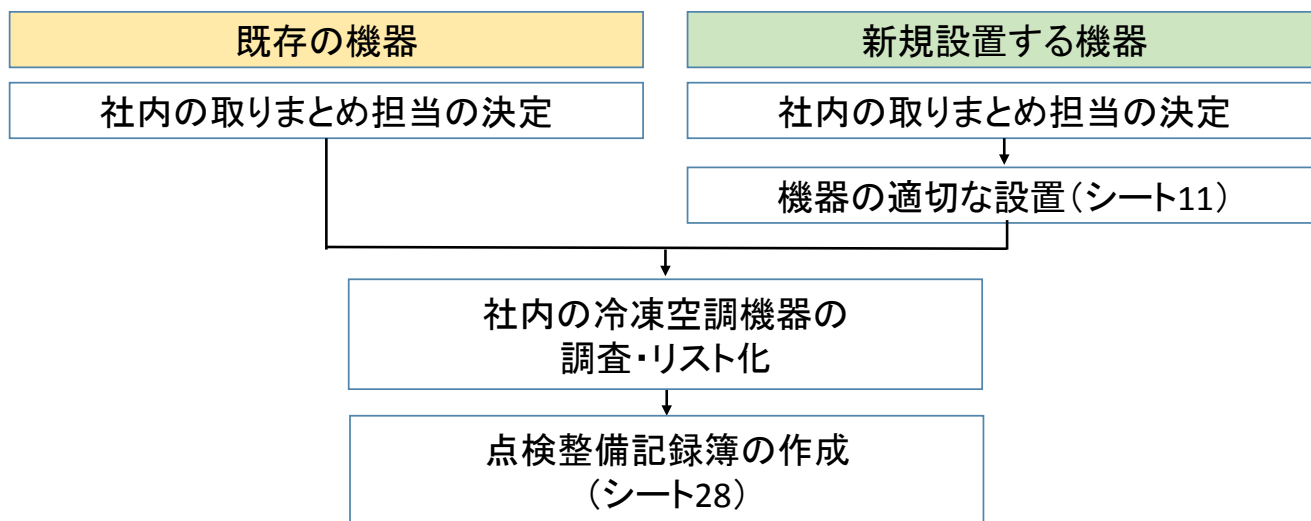 既存の機器
新規設置する機器
社内の取りまとめ担当の決定
社内の取りまとめ担当の決定
機器の適切な設置（シート11）
社内の冷凍空調機器の
調査・リスト化
点検整備記録簿の作成
（シート28）